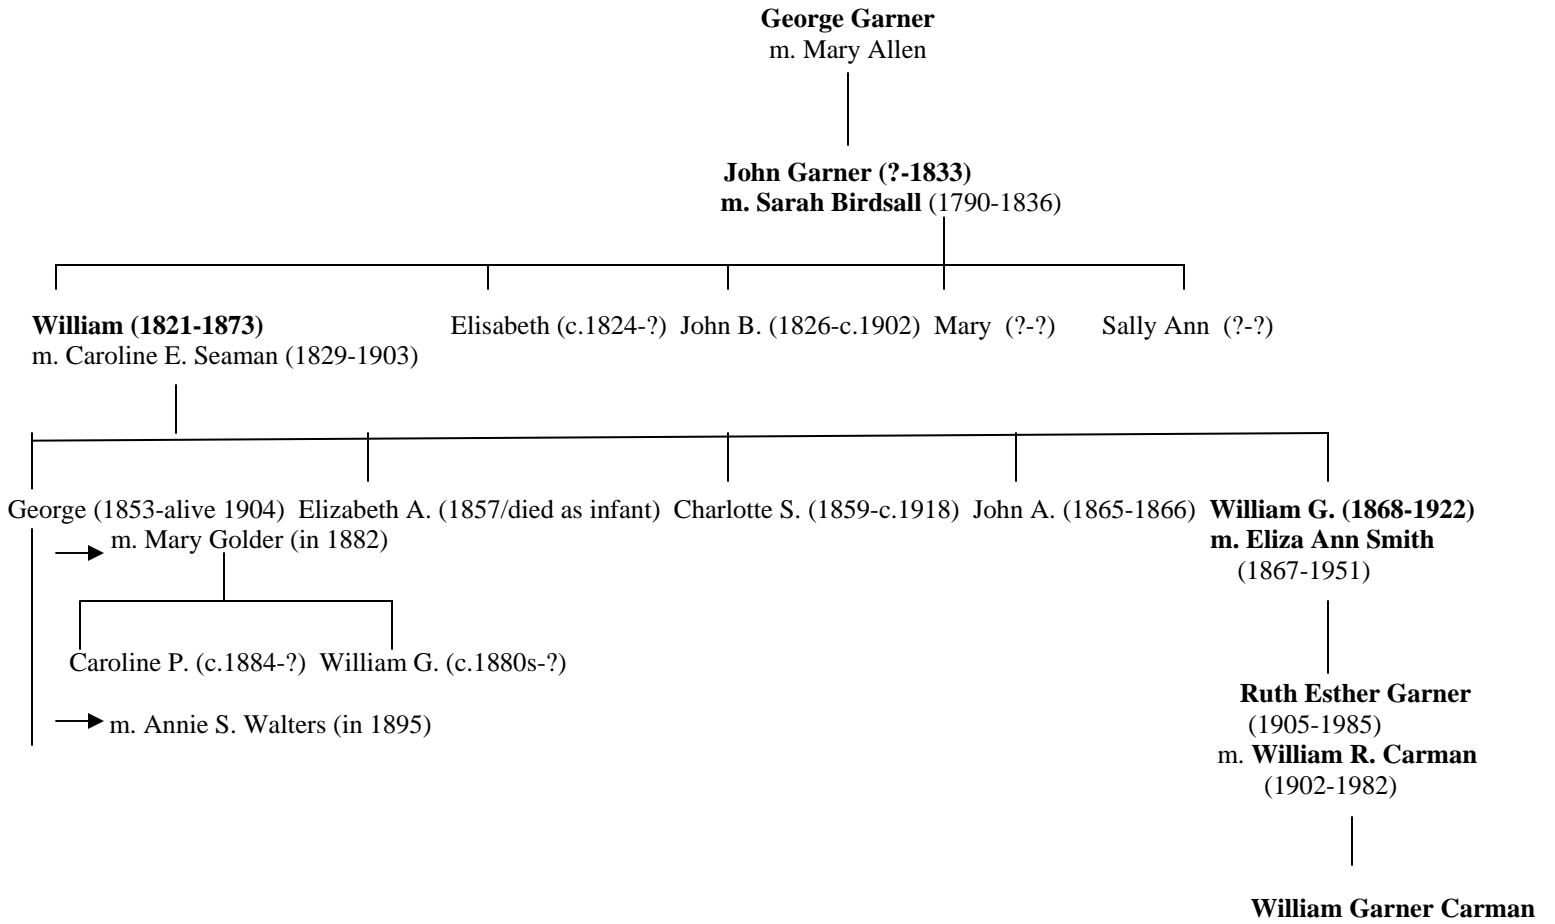 George Garner
m. Mary Allen
John Garner (?-1833)
m. Sarah Birdsall (1790-1836)
William (1821-1873) Elisabeth (c.1824-?) John B. (1826-c.1902) Mary (?-?) Sally Ann (?-?)
m. Caroline E. Seaman (1829-1903)
George (1853-alive 1904) Elizabeth A. (1857/died as infant) Charlotte S. (1859-c.1918) John A. (1865-1866) William G. (1868-1922)
m. Mary Golder (in 1882) m. Eliza Ann Smith
(1867-1951)
Caroline P. (c.1884-?) William G. (c.1880s-?)
Ruth Esther Garner
m. Annie S. Walters (in 1895) (1905-1985)
m. William R. Carman
(1902-1982)
William Garner Carman